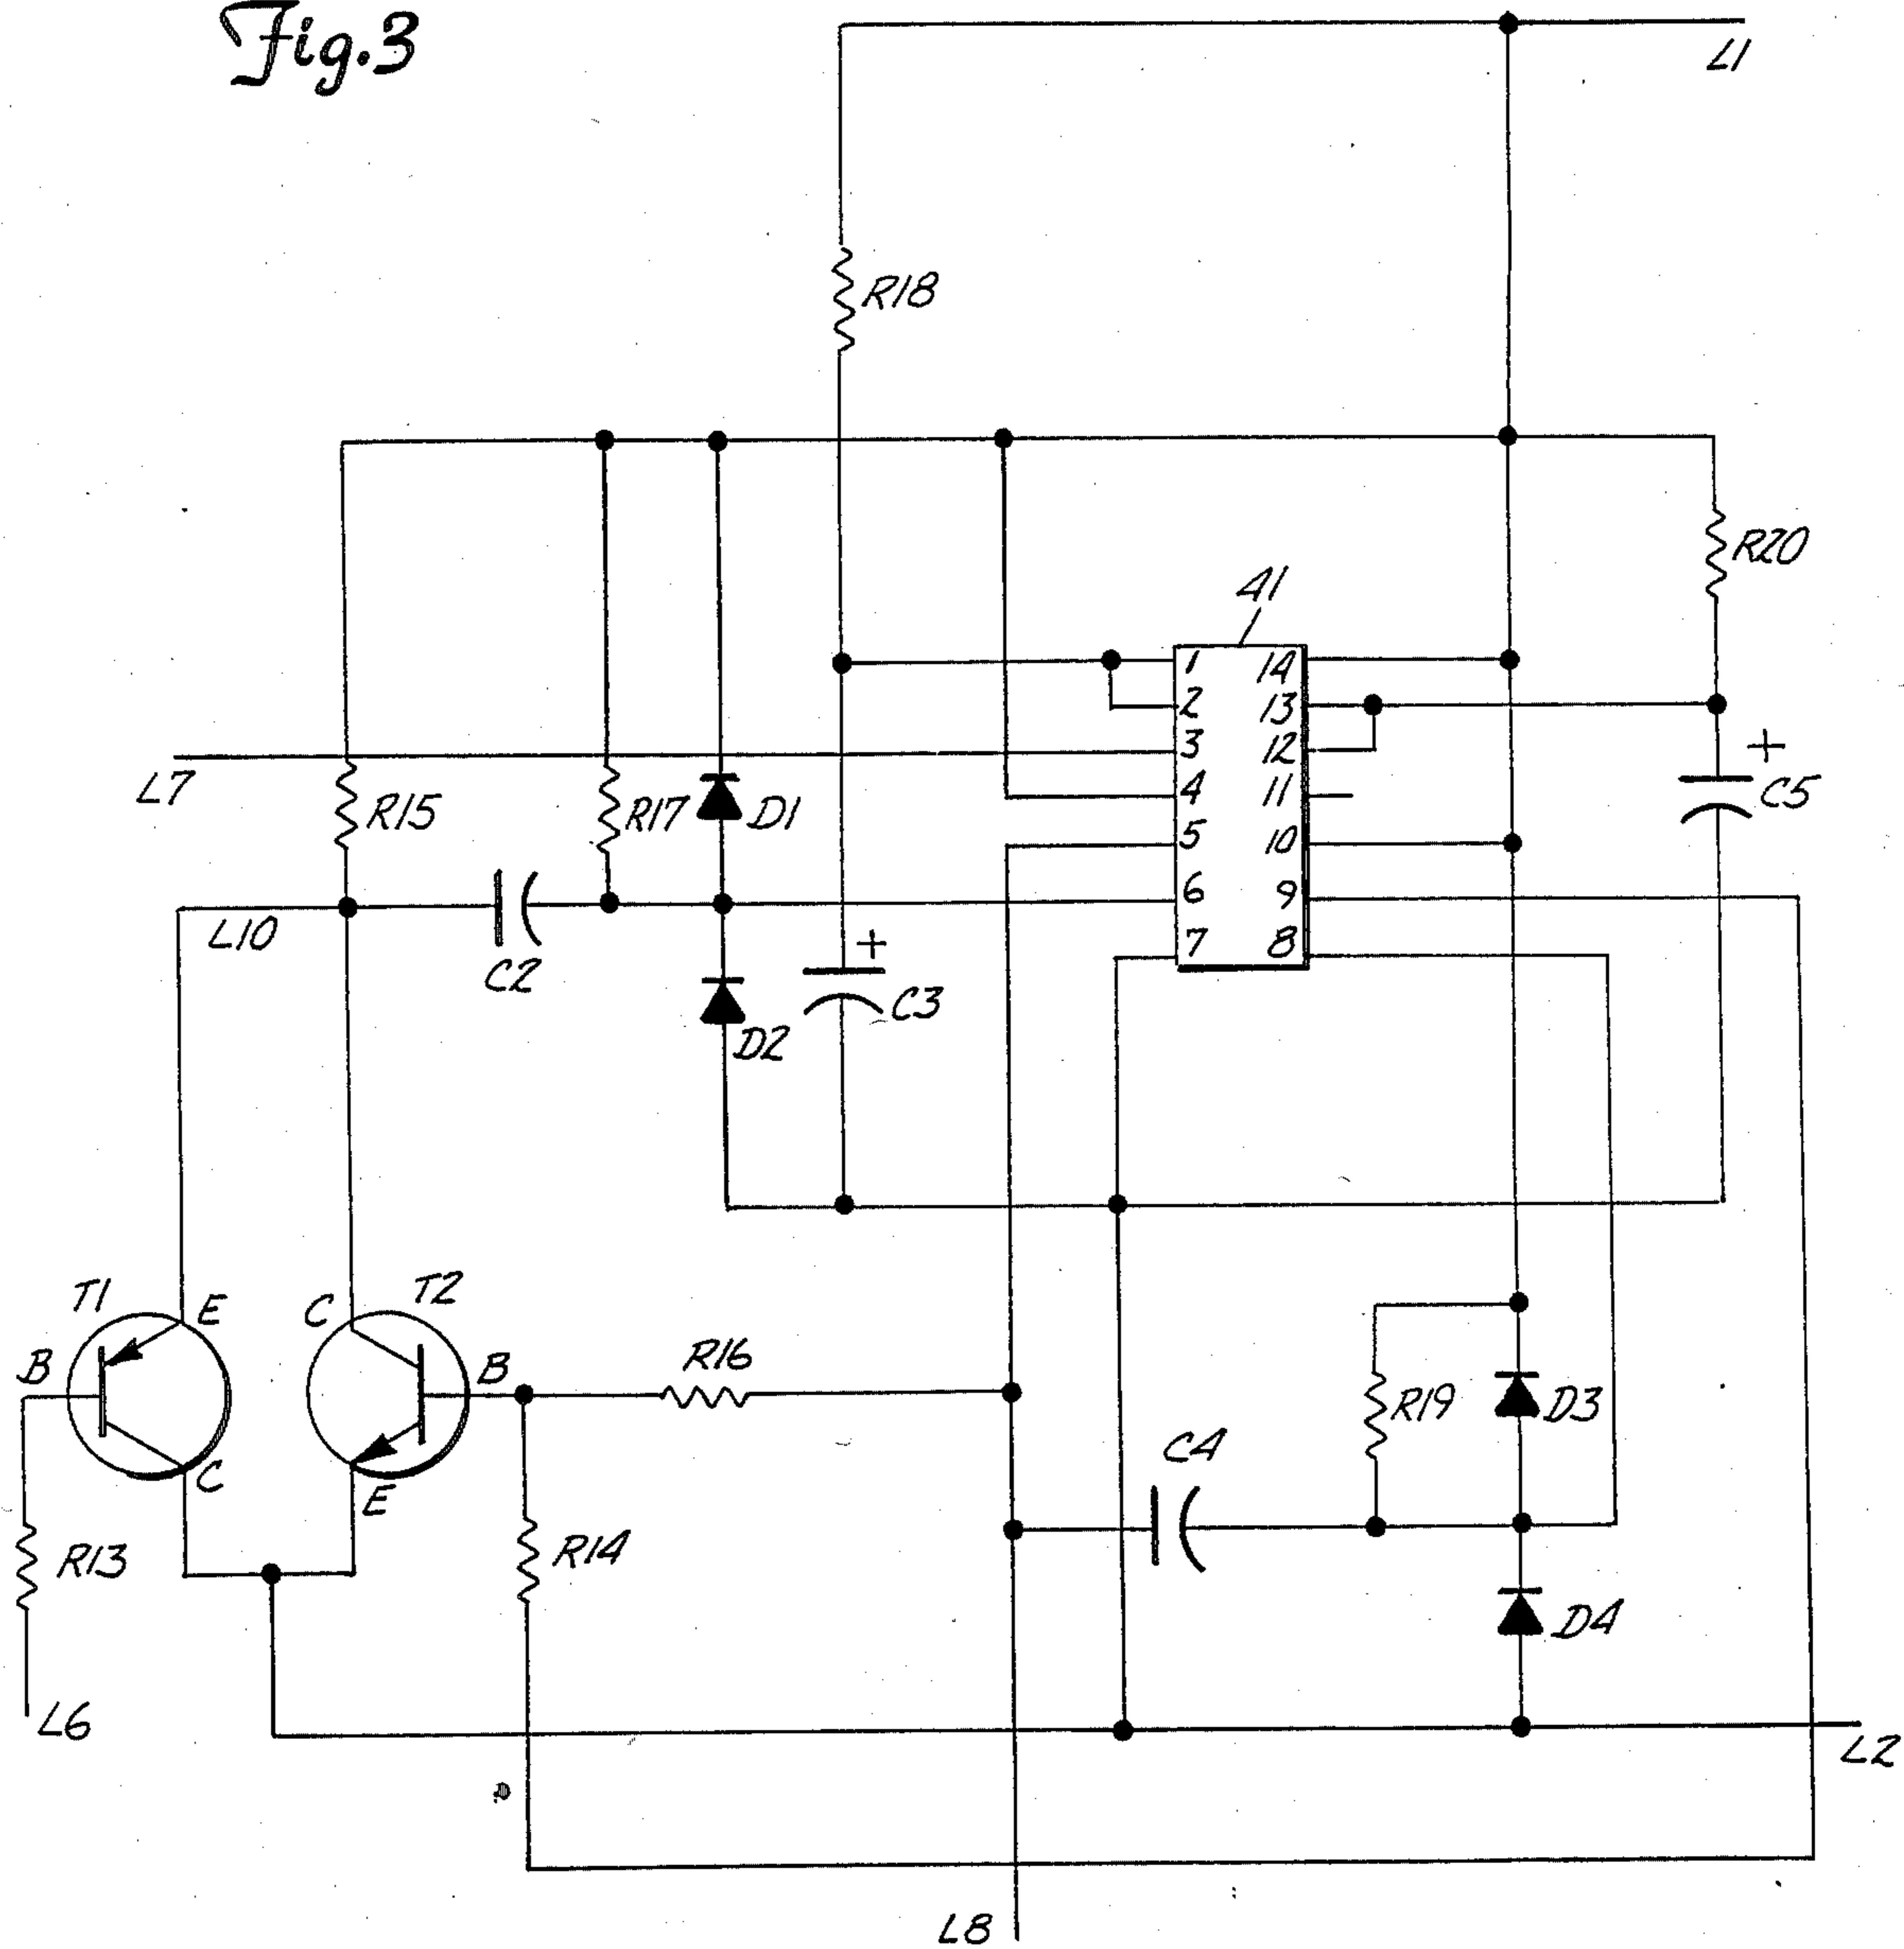 Fig.3
L1
R18
R20
41
1 14
2 13
3 12
4 11
5 10
6 9
7 8
+
C5
L7
R15
R17
D1
L10
C2
+
C3
D2
T1
E
B
C
C
T2
B
E
R16
R13
R14
R19
D3
C4
D4
L6
L2
L8